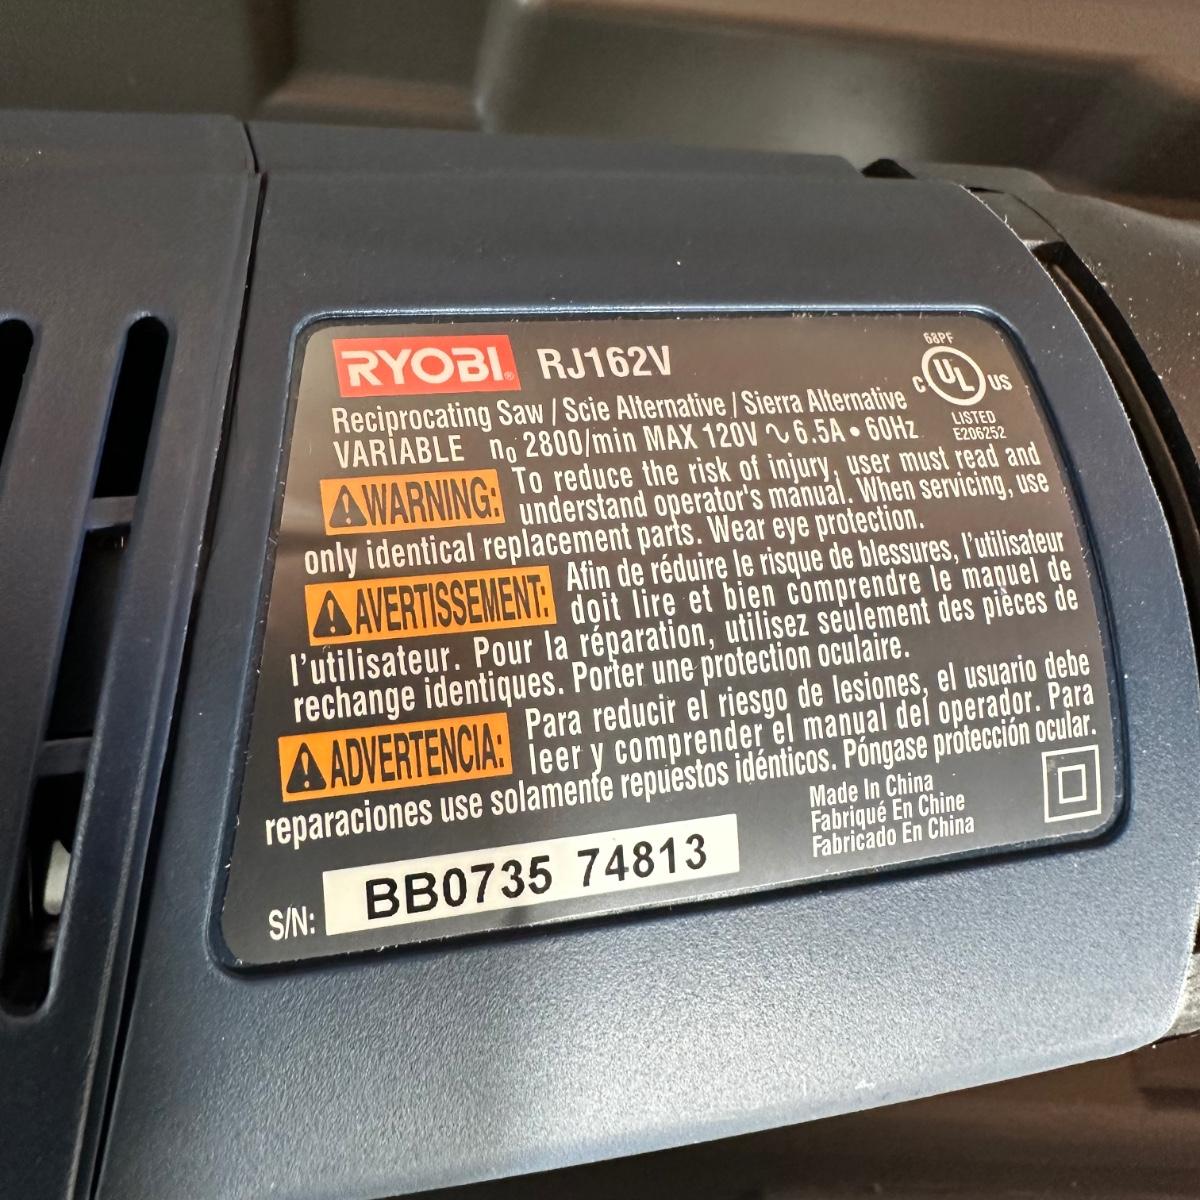 RYOBI® RJ162V
68PF
C UL US
LISTED
E206252
Reciprocating Saw / Scie Alternative / Sierra Alternative
VARIABLE n₀ 2800/min MAX 120V ∿ 6.5A • 60Hz
⚠WARNING: To reduce the risk of injury, user must read and
understand operator's manual. When servicing, use
only identical replacement parts. Wear eye protection.
⚠AVERTISSEMENT: Afin de réduire le risque de blessures, l'utilisateur
doit lire et bien comprendre le manuel de
l'utilisateur. Pour la réparation, utilisez seulement des pièces de
rechange identiques. Porter une protection oculaire.
⚠ADVERTENCIA: Para reducir el riesgo de lesiones, el usuario debe
leer y comprender el manual del operador. Para
reparaciones use solamente repuestos idénticos. Póngase protección ocular.
Made In China
Fabriqué En Chine
Fabricado En China
S/N: BB0735 74813